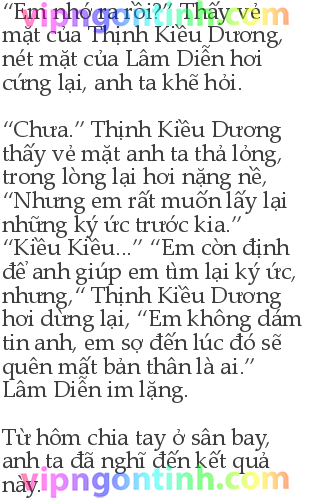 “Em nhớ ra rồi?” Thấy vẻ
vipngontinh.com
mặt của Thịnh Kiều Dương,
nét mặt của Lâm Diễn hơi
cứng lại, anh ta khẽ hỏi.
“Chưa.” Thịnh Kiều Dương
thấy vẻ mặt anh ta thả lỏng,
trong lòng lại hơi nặng nề,
“Nhưng em rất muốn lấy lại
những ký ức trước kia.”
“Kiều Kiều...” “Em còn định
để anh giúp em tìm lại ký ức,
nhưng,“ Thịnh Kiều Dương
hơi dừng lại, “Em không dám
tin anh, em sợ đến lúc đó sẽ
quên mất bản thân là ai.”
Lâm Diễn im lặng.
Từ hôm chia tay ở sân bay,
anh ta đã nghĩ đến kết quả
này.
vipngontinh.com